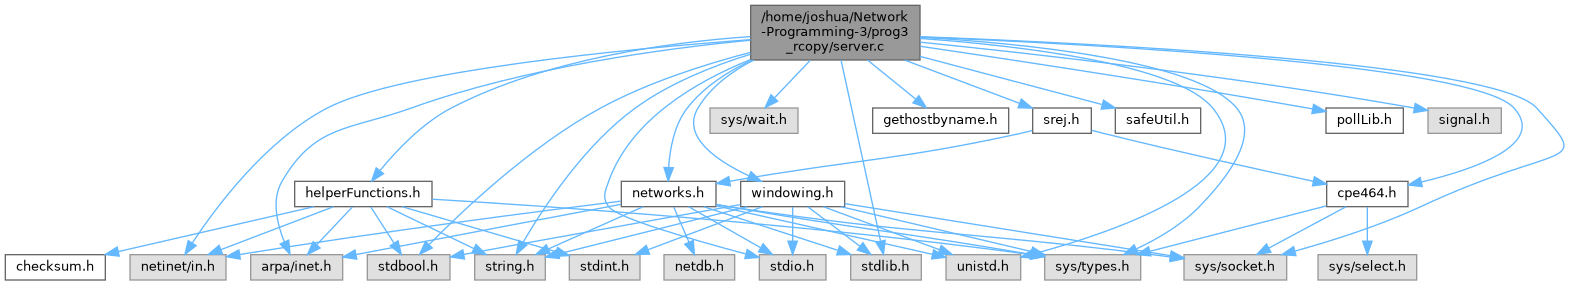 /home/joshua/Network
-Programming-3/prog3
_rcopy/server.c
sys/wait.h
gethostbyname.h
srej.h
safeUtil.h
pollLib.h
signal.h
helperFunctions.h
networks.h
windowing.h
cpe464.h
checksum.h
netinet/in.h
arpa/inet.h
stdbool.h
string.h
stdint.h
netdb.h
stdio.h
stdlib.h
unistd.h
sys/types.h
sys/socket.h
sys/select.h